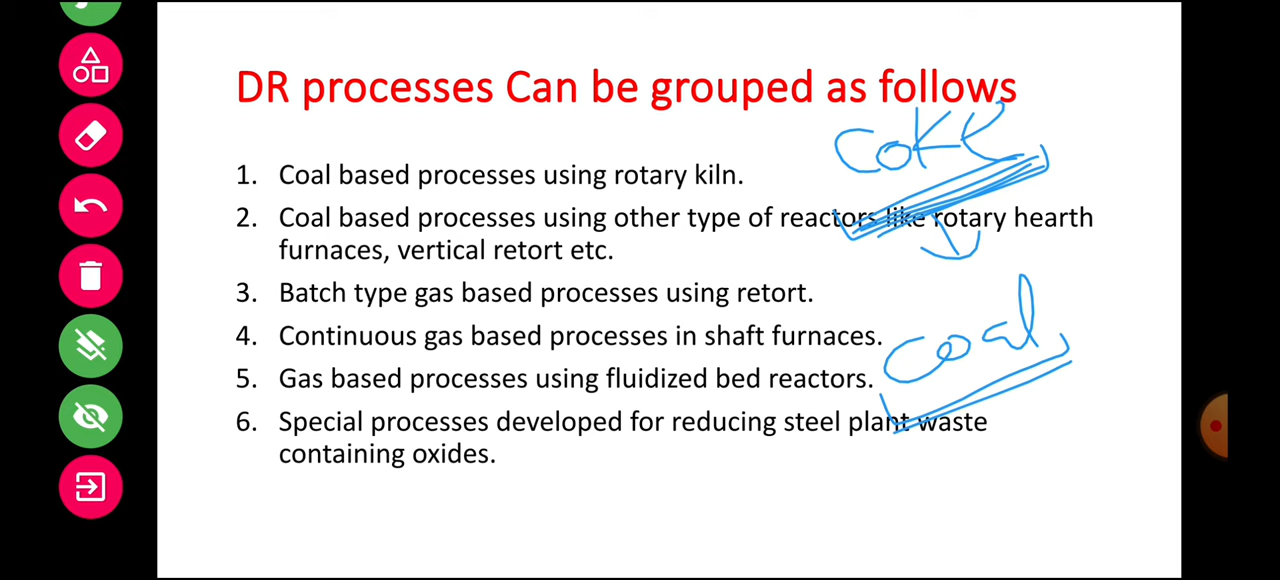 DR processes Can be grouped as follows
coke
1. Coal based processes using rotary kiln.
2. Coal based processes using other type of reactors like rotary hearth
furnaces, vertical retort etc.
3. Batch type gas based processes using retort.
4. Continuous gas based processes in shaft furnaces.
coal
5. Gas based processes using fluidized bed reactors.
6. Special processes developed for reducing steel plant waste
containing oxides.